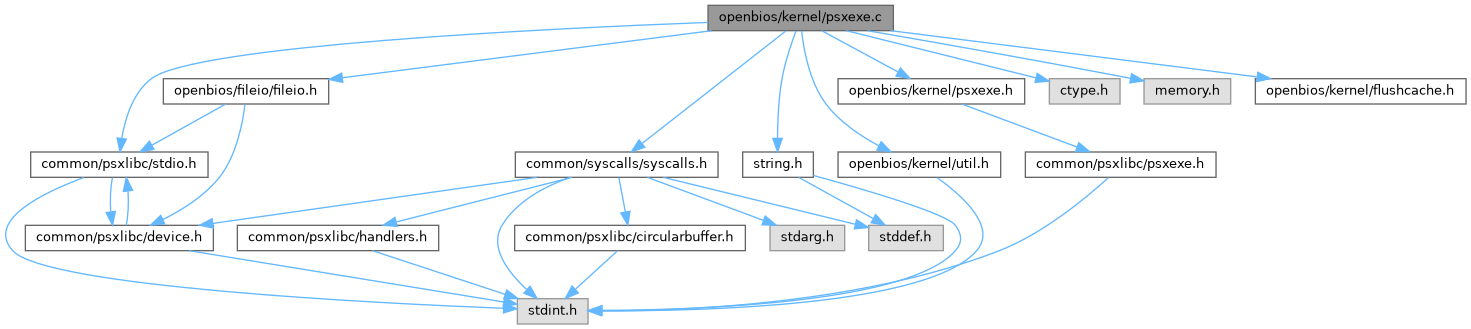 openbios/kernel/psxexe.c
openbios/fileio/fileio.h
openbios/kernel/psxexe.h
ctype.h
memory.h
openbios/kernel/flushcache.h
common/psxlibc/stdio.h
common/syscalls/syscalls.h
string.h
openbios/kernel/util.h
common/psxlibc/psxexe.h
common/psxlibc/device.h
common/psxlibc/handlers.h
common/psxlibc/circularbuffer.h
stdarg.h
stddef.h
stdint.h